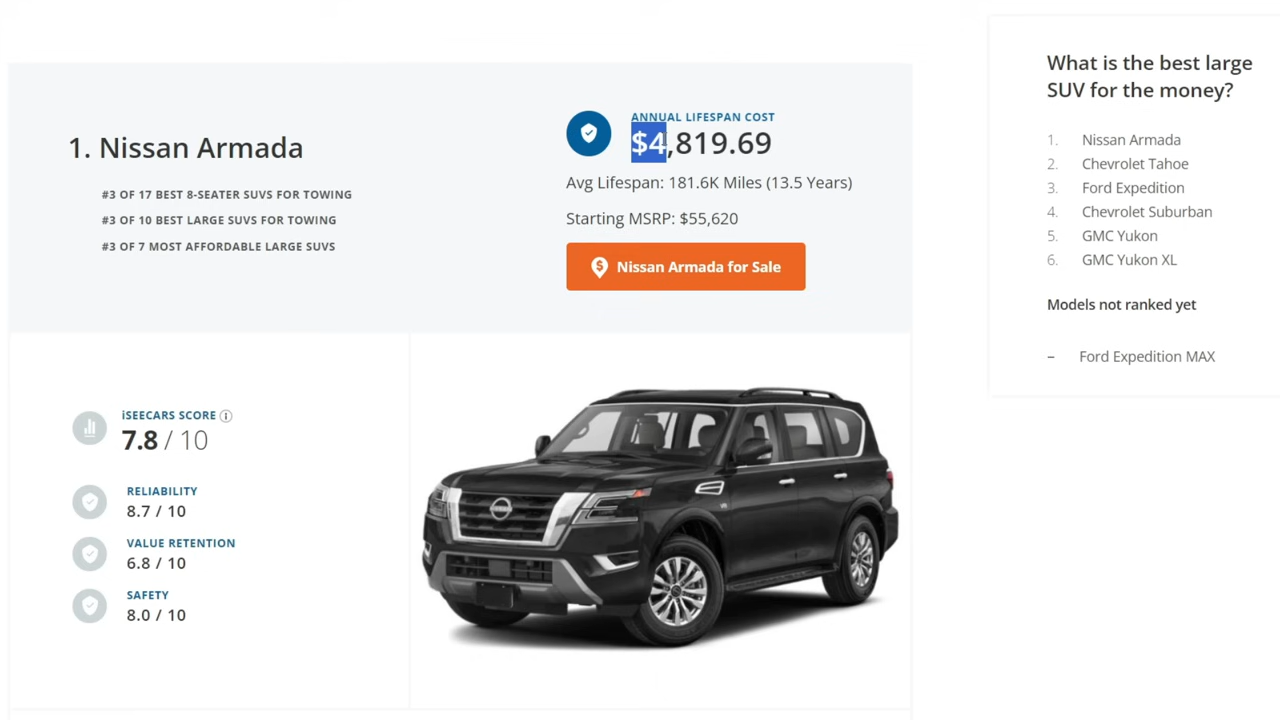 1. Nissan Armada
#3 OF 17 BEST 8-SEATER SUVS FOR TOWING
#3 OF 10 BEST LARGE SUVS FOR TOWING
#3 OF 7 MOST AFFORDABLE LARGE SUVS
ANNUAL LIFESPAN COST
$4,819.69
Avg Lifespan: 181.6K Miles (13.5 Years)
Starting MSRP: $55,620
Nissan Armada for Sale
iSEECARS SCORE
7.8 / 10
RELIABILITY
8.7 / 10
VALUE RETENTION
6.8 / 10
SAFETY
8.0 / 10
What is the best large
SUV for the money?
1. Nissan Armada
2. Chevrolet Tahoe
3. Ford Expedition
4. Chevrolet Suburban
5. GMC Yukon
6. GMC Yukon XL
Models not ranked yet
– Ford Expedition MAX